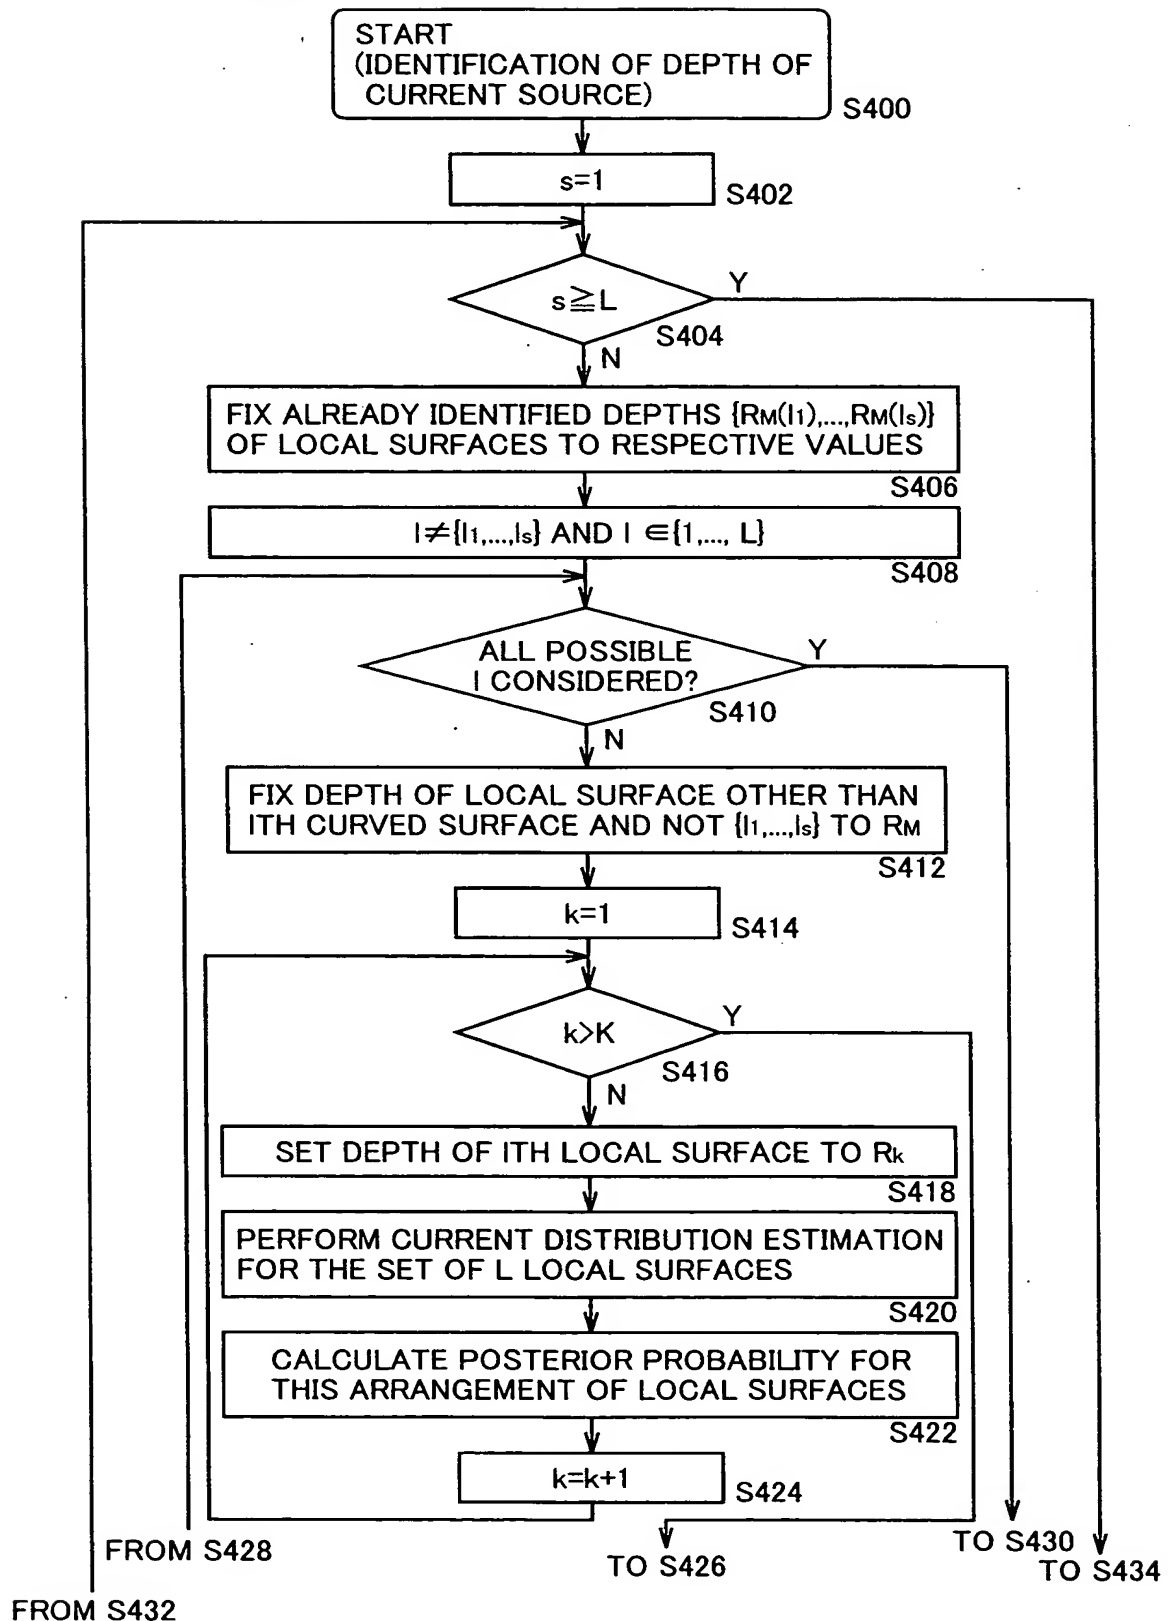 START
(IDENTIFICATION OF DEPTH OF
CURRENT SOURCE)
S400
s=1
S402
s≧L
Y
S404
N
FIX ALREADY IDENTIFIED DEPTHS {RM(l1),...,RM(ls)}
OF LOCAL SURFACES TO RESPECTIVE VALUES
S406
l≠{l1,...,ls} AND l ∈{1,..., L}
S408
ALL POSSIBLE
l CONSIDERED?
Y
S410
N
FIX DEPTH OF LOCAL SURFACE OTHER THAN
lTH CURVED SURFACE AND NOT {l1,...,ls} TO RM
S412
k=1
S414
k>K
Y
S416
N
SET DEPTH OF lTH LOCAL SURFACE TO Rk
S418
PERFORM CURRENT DISTRIBUTION ESTIMATION
FOR THE SET OF L LOCAL SURFACES
S420
CALCULATE POSTERIOR PROBABILITY FOR
THIS ARRANGEMENT OF LOCAL SURFACES
S422
k=k+1
S424
FROM S428
TO S426
TO S430
TO S434
FROM S432